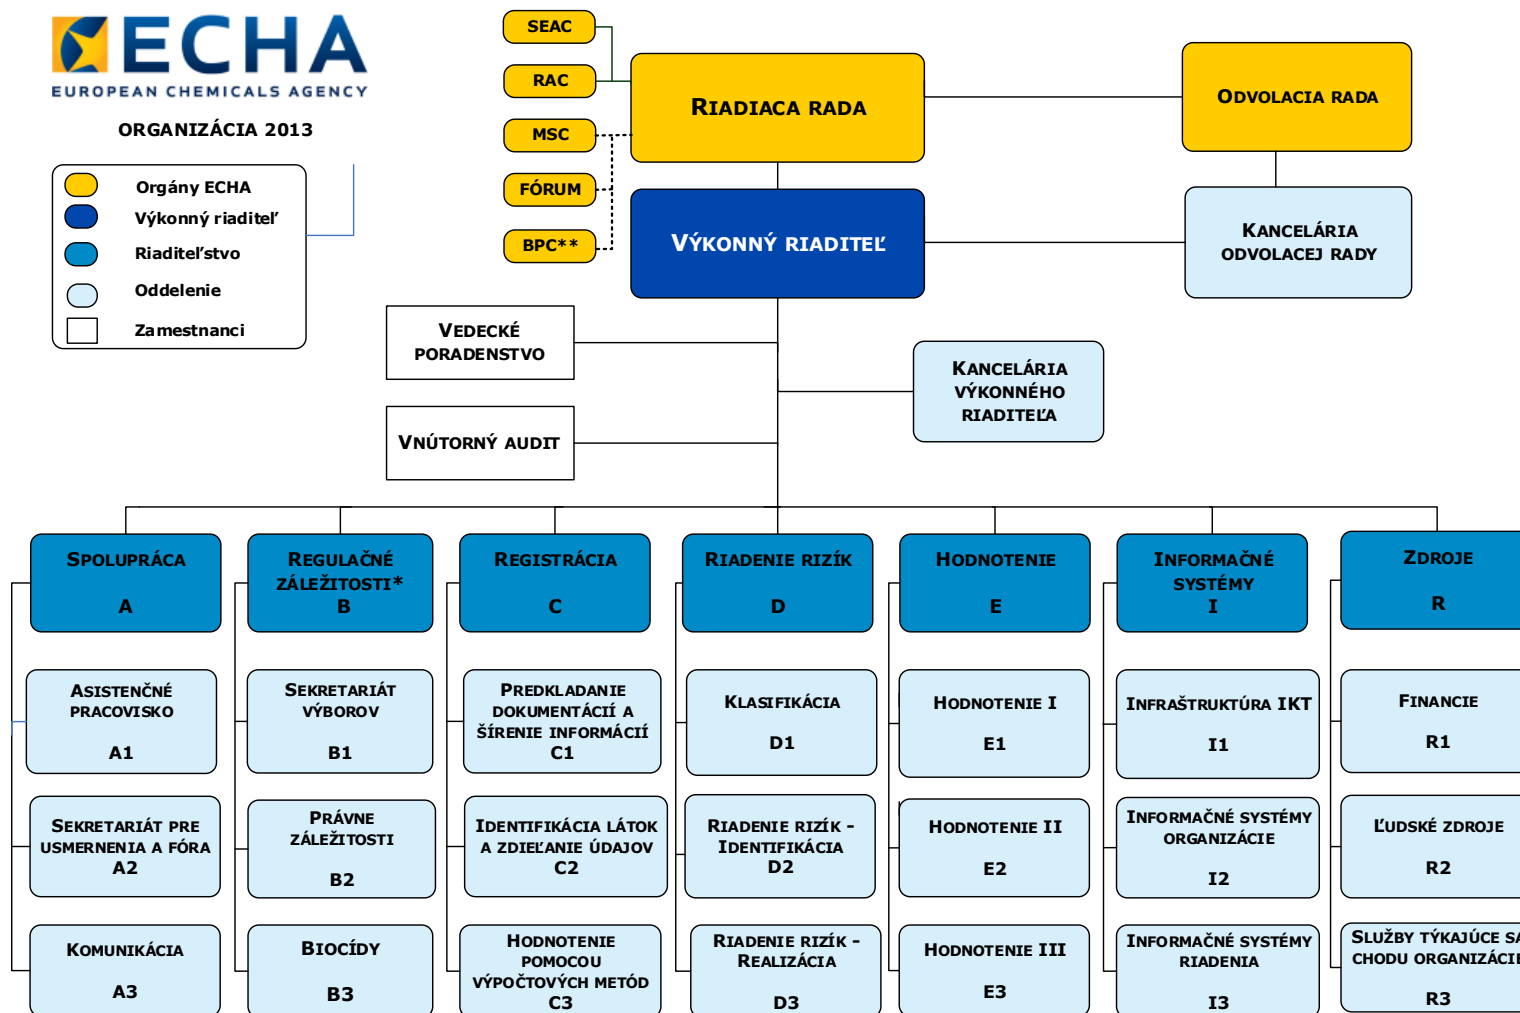 ECHA
EUROPEAN CHEMICALS AGENCY
ORGANIZÁCIA 2013
Orgány ECHA
Výkonný riaditeľ
Riaditeľstvo
Oddelenie
Zamestnanci
SEAC
RAC
MSC
FÓRUM
BPC**
RIADIACA RADA
ODVOLACIA RADA
VÝKONNÝ RIADITEĽ
KANCELÁRIA
ODVOLACEJ RADY
VEDECKÉ
PORADENSTVO
KANCELÁRIA
VÝKONNÉHO
RIADITEĽA
VNÚTORNÝ AUDIT
SPOLUPRÁCA
A
REGULAČNÉ
ZÁLEŽITOSTI*
B
REGISTRÁCIA
C
RIADENIE RIZÍK
D
HODNOTENIE
E
INFORMAČNÉ
SYSTÉMY
I
ZDROJE
R
ASISTENČNÉ
PRACOVISKO
A1
SEKRETARIÁT
VÝBOROV
B1
PREDKLADANIE
DOKUMENTÁCIÍ A
ŠÍRENIE INFORMÁCIÍ
C1
KLASIFIKÁCIA
D1
HODNOTENIE I
E1
INFRAŠTRUKTÚRA IKT
I1
FINANCIE
R1
SEKRETARIÁT PRE
USMERNENIA A FÓRA
A2
PRÁVNE
ZÁLEŽITOSTI
B2
IDENTIFIKÁCIA LÁTOK
A ZDIEĽANIE ÚDAJOV
C2
RIADENIE RIZÍK -
IDENTIFIKÁCIA
D2
HODNOTENIE II
E2
INFORMAČNÉ SYSTÉMY
ORGANIZÁCIE
I2
ĽUDSKÉ ZDROJE
R2
KOMUNIKÁCIA
A3
BIOCÍDY
B3
HODNOTENIE
POMOCOU
VÝPOČTOVÝCH METÓD
C3
RIADENIE RIZÍK -
REALIZÁCIA
D3
HODNOTENIE III
E3
INFORMAČNÉ SYSTÉMY
RIADENIA
I3
SLUŽBY TÝKAJÚCE SA
CHODU ORGANIZÁCIE
R3